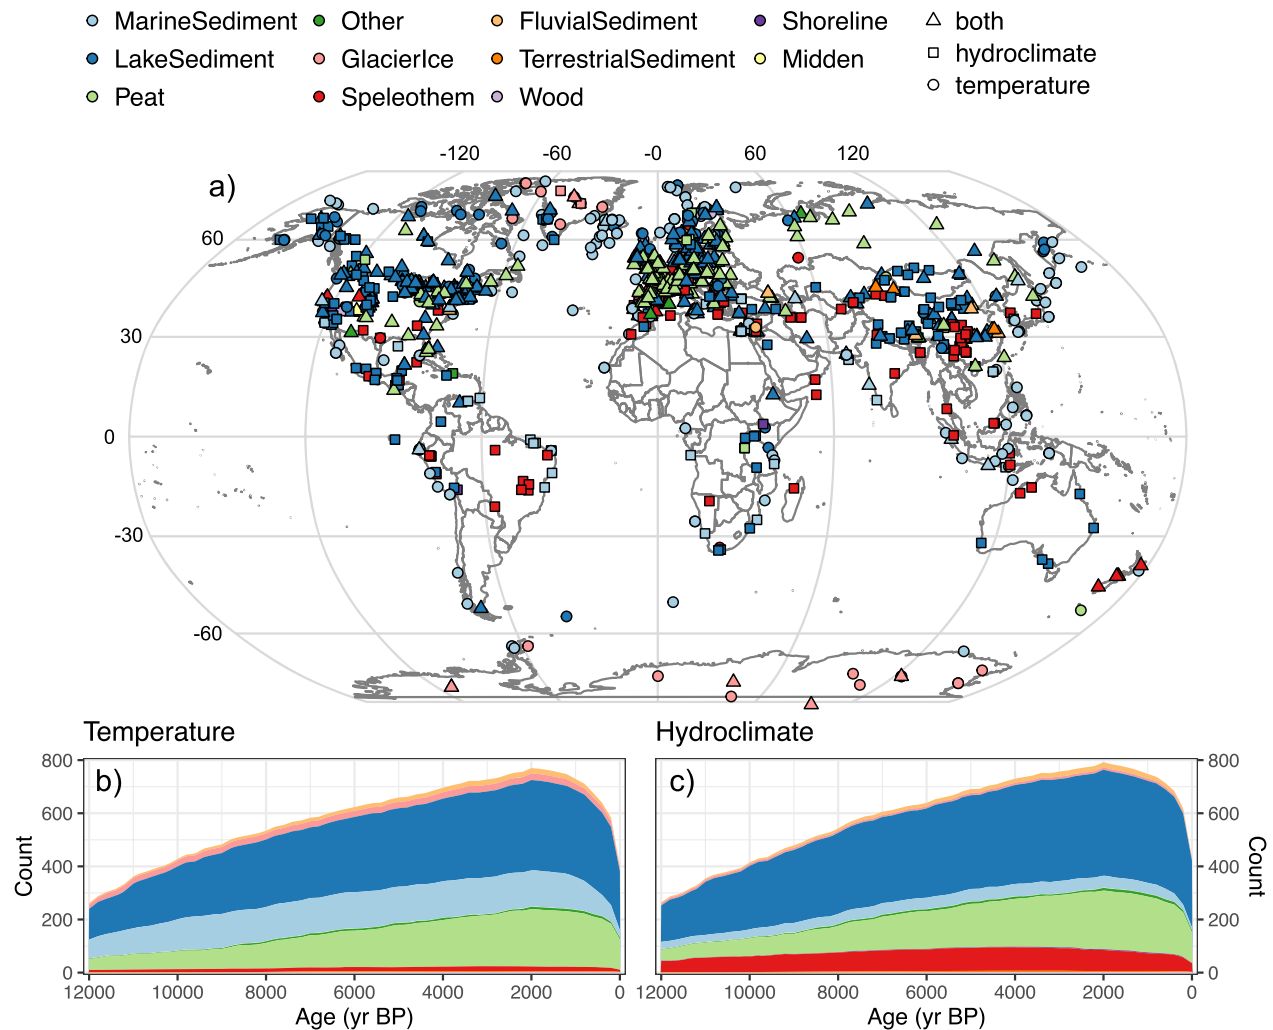 MarineSediment Other FluvialSediment Shoreline both
LakeSediment GlacierIce TerrestrialSediment Midden hydroclimate
Peat Speleothem Wood temperature
-120 -60 -0 60 120
a)
60
30
0
-30
-60
Temperature Hydroclimate
b) c)
800 800
600 600
400 400
200 200
0 0
Count Count
12000 10000 8000 6000 4000 2000 0 12000 10000 8000 6000 4000 2000 0
Age (yr BP) Age (yr BP)